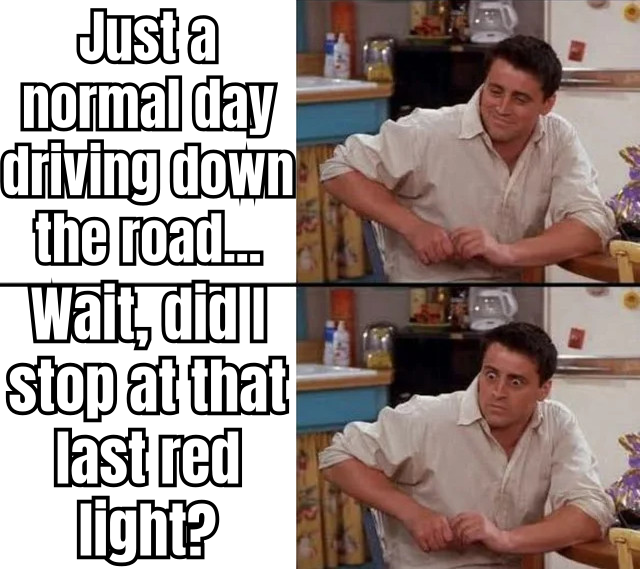 Just a
normal day
driving down
the road...
Wait, did I
stop at that
last red
light?